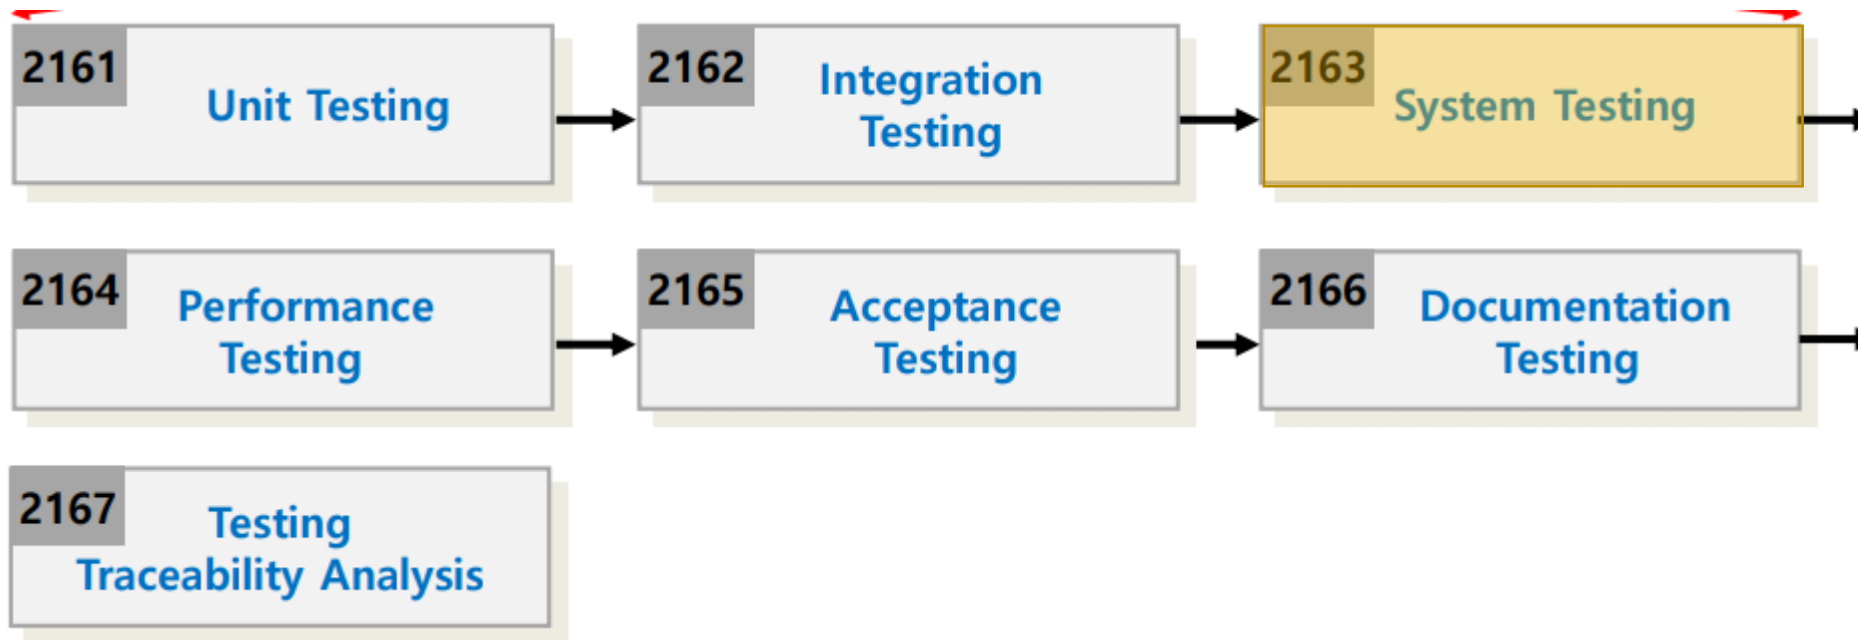 2161
Unit Testing
2162
Integration
Testing
2163
System Testing
2164
Performance
Testing
2165
Acceptance
Testing
2166
Documentation
Testing
2167
Testing
Traceability Analysis